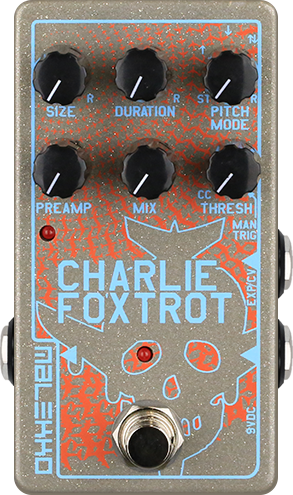 R R ST
SIZE DURATION PITCH
MODE
CC
PREAMP MIX THRESH
MAN
TRIG
EXP/CV
CHARLIE
FOXTROT
MALEKKO
9VDC